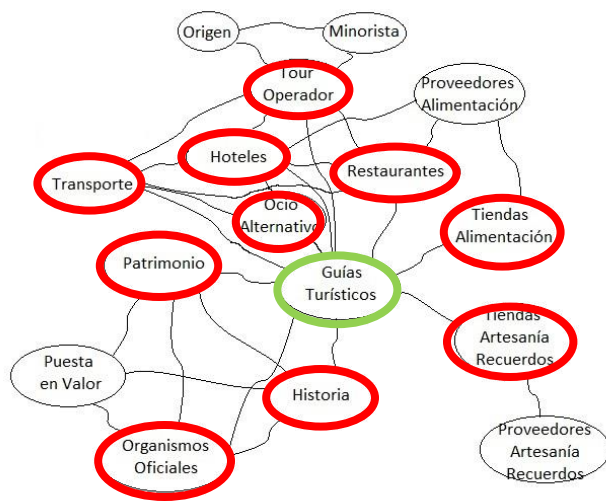 Origen
Minorista
Tour
Operador
Proveedores
Alimentación
Hoteles
Restaurantes
Transporte
Ocio
Alternativo
Tiendas
Alimentación
Patrimonio
Guías
Turísticos
Tiendas
Artesanía
Recuerdos
Puesta
en Valor
Historia
Organismos
Oficiales
Proveedores
Artesanía
Recuerdos